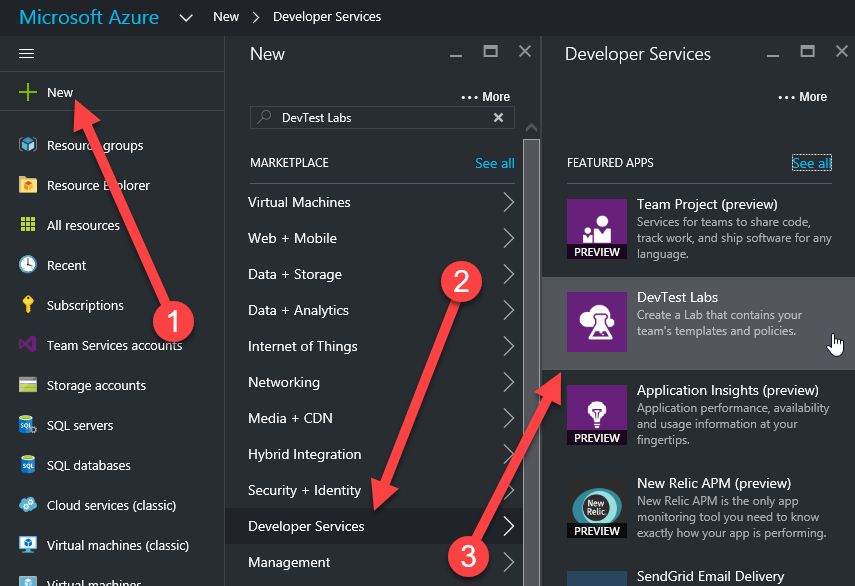 Microsoft Azure
New
Developer Services
New
Resource groups
Resource Explorer
All resources
Recent
Subscriptions
Team Services accounts
Storage accounts
SQL servers
SQL databases
Cloud services (classic)
Virtual machines (classic)
Virtual machines
1
New
••• More
DevTest Labs
MARKETPLACE
See all
Virtual Machines
Web + Mobile
Data + Storage
Data + Analytics
Internet of Things
Networking
Media + CDN
Hybrid Integration
Security + Identity
Developer Services
Management
2
3
Developer Services
••• More
FEATURED APPS
See all
PREVIEW
Team Project (preview)
Services for teams to share code,
track work, and ship software for any
language.
DevTest Labs
Create a Lab that contains your
team's templates and policies.
PREVIEW
Application Insights (preview)
Application performance, availability
and usage information at your
fingertips.
New
Relic.
PREVIEW
New Relic APM (preview)
New Relic APM is the only app
monitoring tool you need to know
exactly how your app is performing.
SendGrid Email Delivery
SQL
SQL